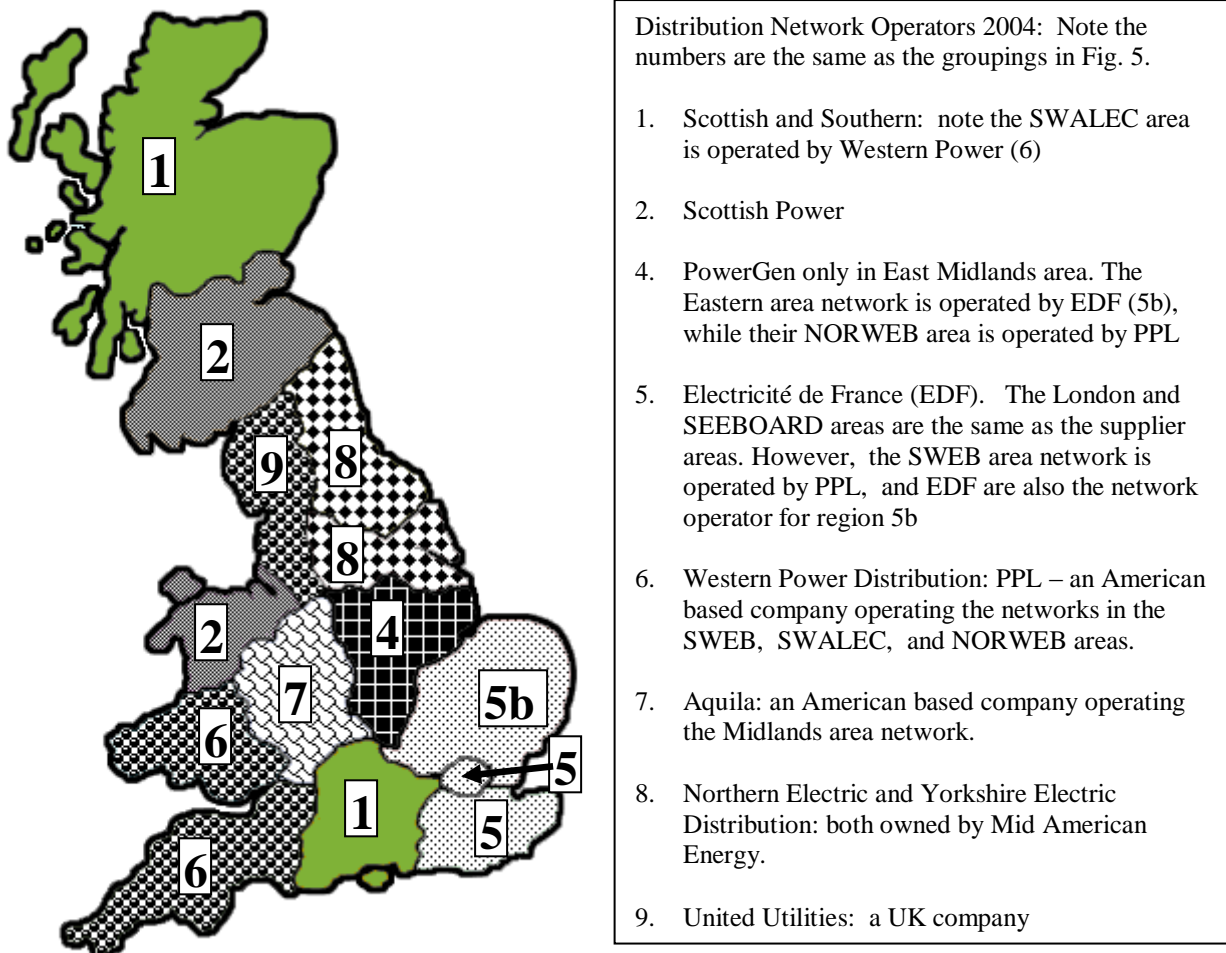 1
2
9
8
8
2
4
7
5b
6
5
1
5
6
Distribution Network Operators 2004:  Note the
numbers are the same as the groupings in Fig. 5.
1. Scottish and Southern:  note the SWALEC area
is operated by Western Power (6)
2. Scottish Power
4. PowerGen only in East Midlands area. The
Eastern area network is operated by EDF (5b),
while their NORWEB area is operated by PPL
5. Electricité de France (EDF).   The London and
SEEBOARD areas are the same as the supplier
areas. However,  the SWEB area network is
operated by PPL,  and EDF are also the network
operator for region 5b
6. Western Power Distribution: PPL – an American
based company operating the networks in the
SWEB,  SWALEC,  and NORWEB areas.
7. Aquila: an American based company operating
the Midlands area network.
8. Northern Electric and Yorkshire Electric
Distribution: both owned by Mid American
Energy.
9. United Utilities:  a UK company